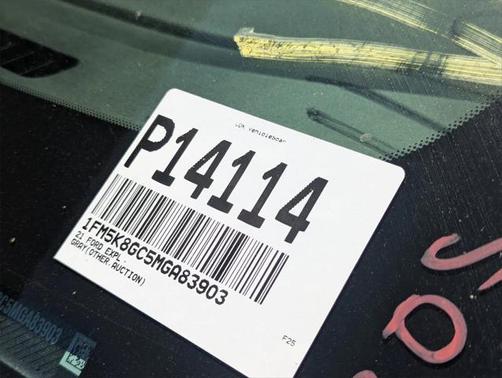 P14114
1FM5K8GC5MGA83903
21 FORD EXPL
GRAY(OTHER AUCTION)
F25